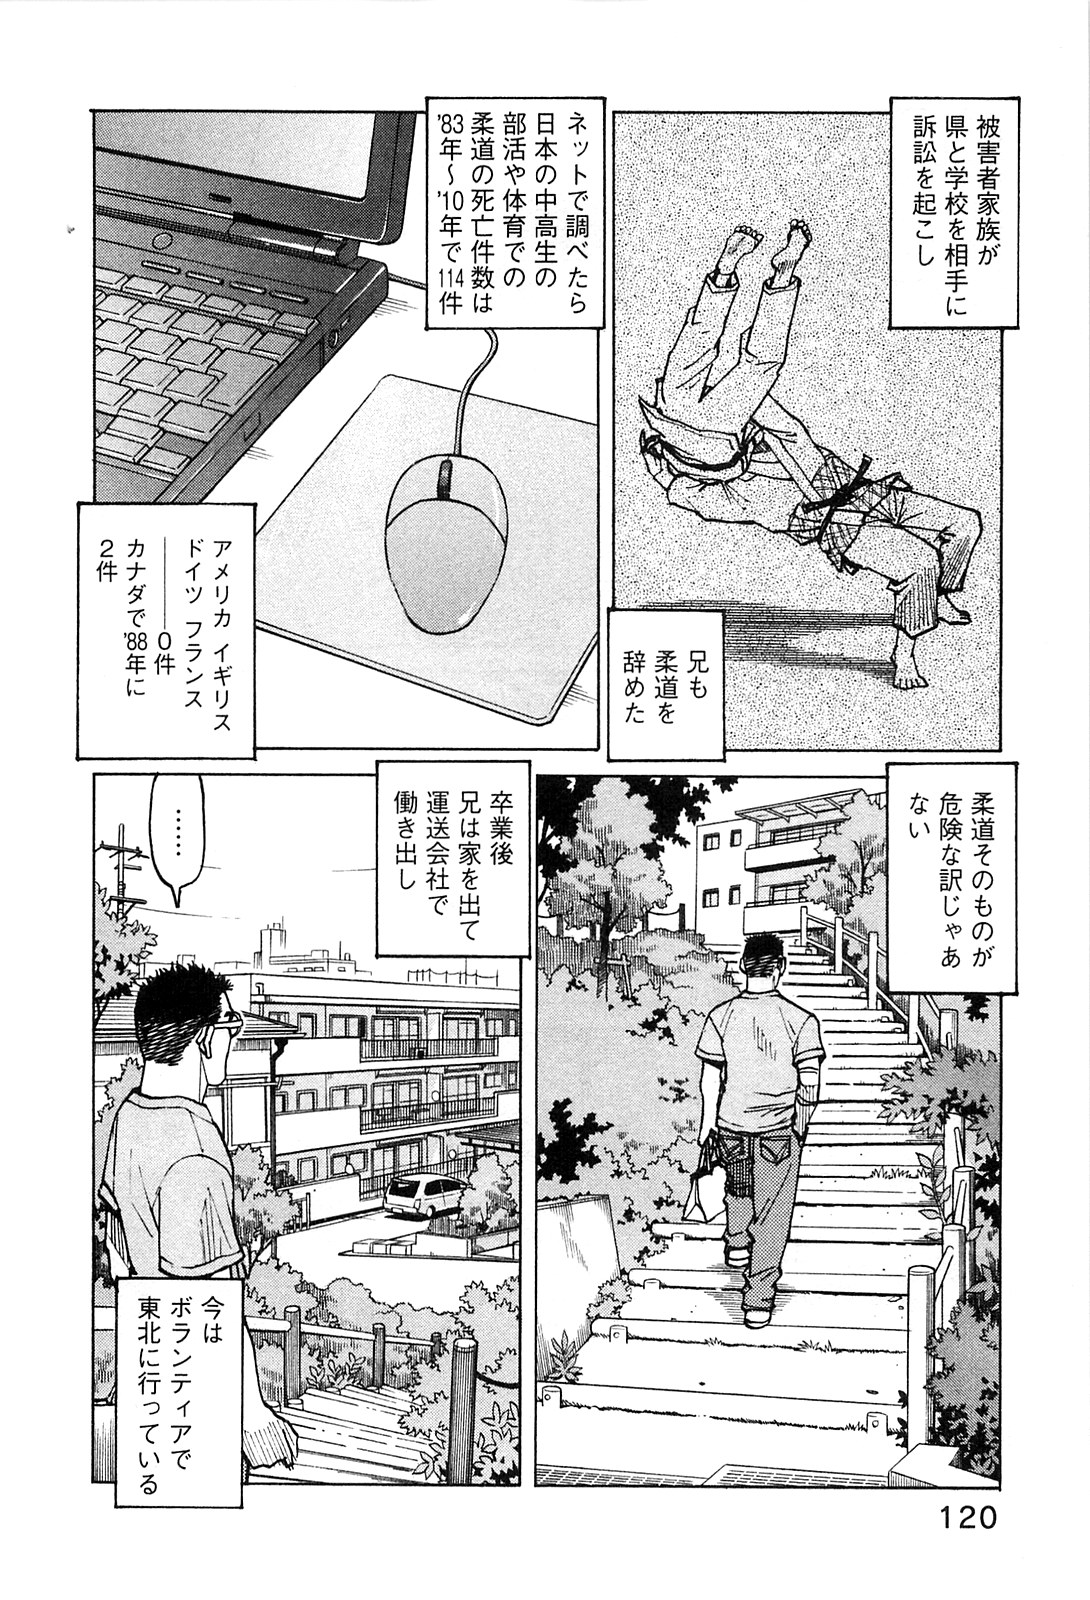 被害者家族が
県と学校を相手に
訴訟を起こし
兄も
柔道を
辞めた
ネットで調べたら
日本の中高生の
部活や体育での
柔道の死亡件数は
'83年～'10年で114件
アメリカ イギリス
ドイツ フランス
――――0件
カナダで'88年に
2件
柔道そのものが
危険な訳じゃあ
ない
卒業後
兄は家を出て
運送会社で
働き出し
……
今は
ボランティアで
東北に行っている
120